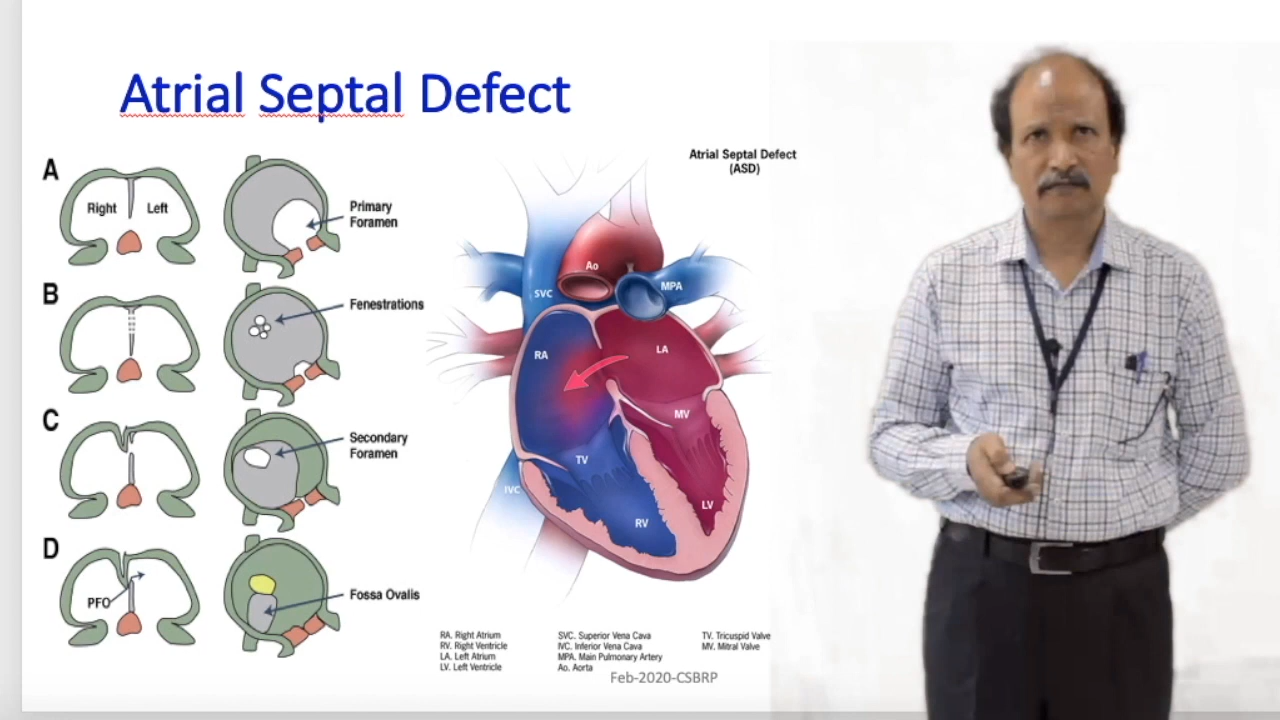 Atrial Septal Defect
A
Right Left
Primary
Foramen
B
Fenestrations
C
Secondary
Foramen
D
PFO
Fossa Ovalis
Atrial Septal Defect
(ASD)
Ao
SVC
MPA
RA
LA
MV
TV
IVC
LV
RV
RA. Right Atrium
RV. Right Ventricle
LA. Left Atrium
LV. Left Ventricle
SVC. Superior Vena Cava
IVC. Inferior Vena Cava
MPA. Main Pulmonary Artery
Ao. Aorta
TV. Tricuspid Valve
MV. Mitral Valve
Feb-2020-CSBRP